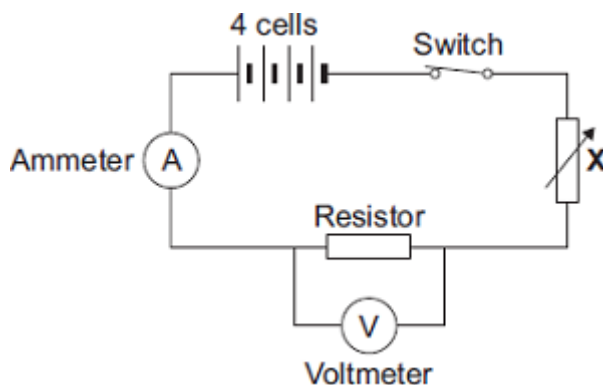 4 cells
Switch
Ammeter
A
X
Resistor
V
Voltmeter